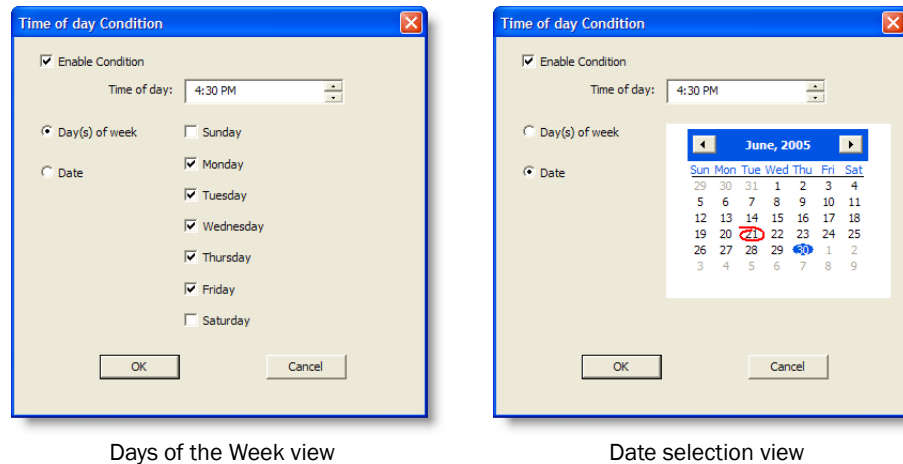 Time of day Condition
Enable Condition
Time of day: 4:30 PM
Day(s) of week
Date
Sunday
Monday
Tuesday
Wednesday
Thursday
Friday
Saturday
OK Cancel
Days of the Week view
Time of day Condition
Enable Condition
Time of day: 4:30 PM
Day(s) of week
Date
June, 2005
Sun Mon Tue Wed Thu Fri Sat
29 30 31 1 2 3 4
5 6 7 8 9 10 11
12 13 14 15 16 17 18
19 20 21 22 23 24 25
26 27 28 29 30 1 2
3 4 5 6 7 8 9
OK Cancel
Date selection view